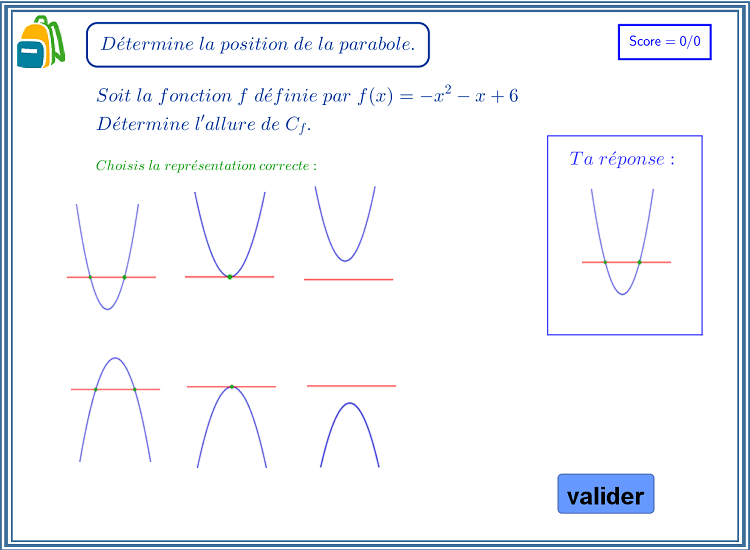 Détermine la position de la parabole.
Score = 0/0
Soit la fonction f définie par f(x) = −x² − x + 6
Détermine l'allure de C_f.
Choisis la représentation correcte :
Ta réponse :
valider